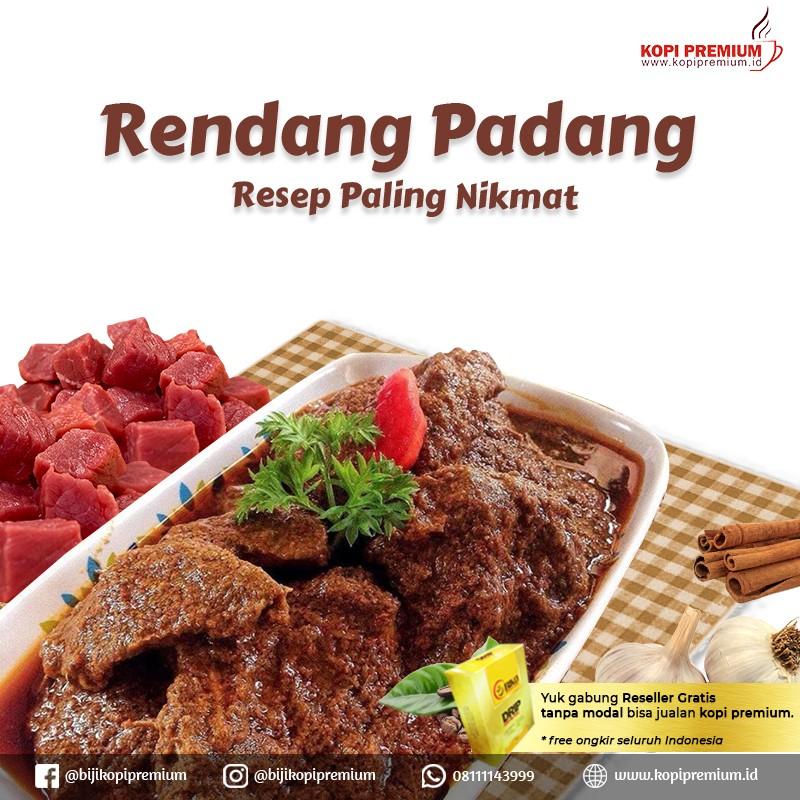 KOPI PREMIUM
www.kopipremium.id
Rendang Padang
Resep Paling Nikmat
DRIP
Yuk gabung Reseller Gratis
tanpa modal bisa jualan kopi premium.
* free ongkir seluruh Indonesia
@bijikopipremium
@bijikopipremium
08111143999
www.kopipremium.id